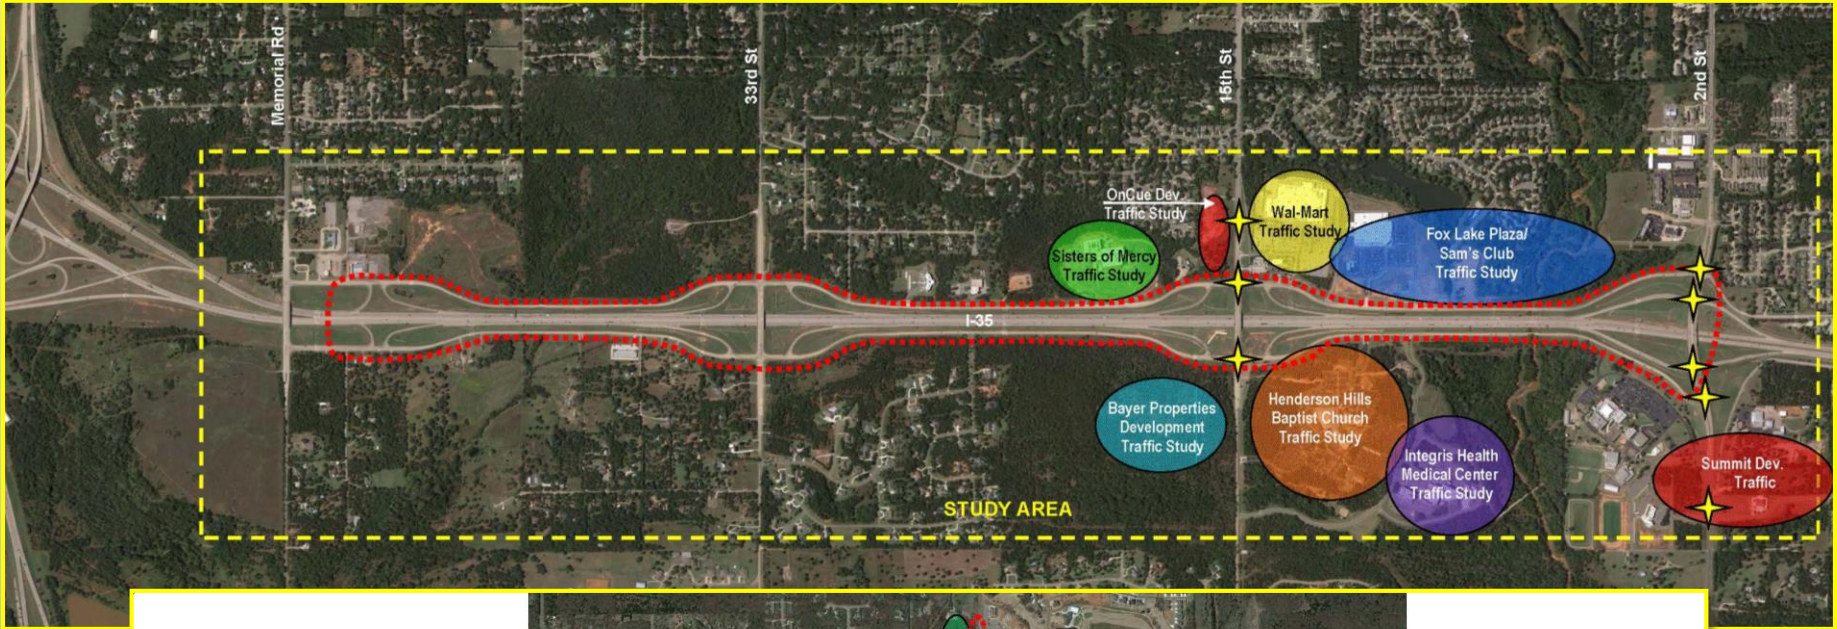 Memorial Rd
33rd St
15th St
2nd St
OnCue Dev.
Traffic Study
Wal-Mart
Traffic Study
Sisters of Mercy
Traffic Study
Fox Lake Plaza/
Sam's Club
Traffic Study
I-35
Bayer Properties
Development
Traffic Study
Henderson Hills
Baptist Church
Traffic Study
Integris Health
Medical Center
Traffic Study
Summit Dev.
Traffic
STUDY AREA